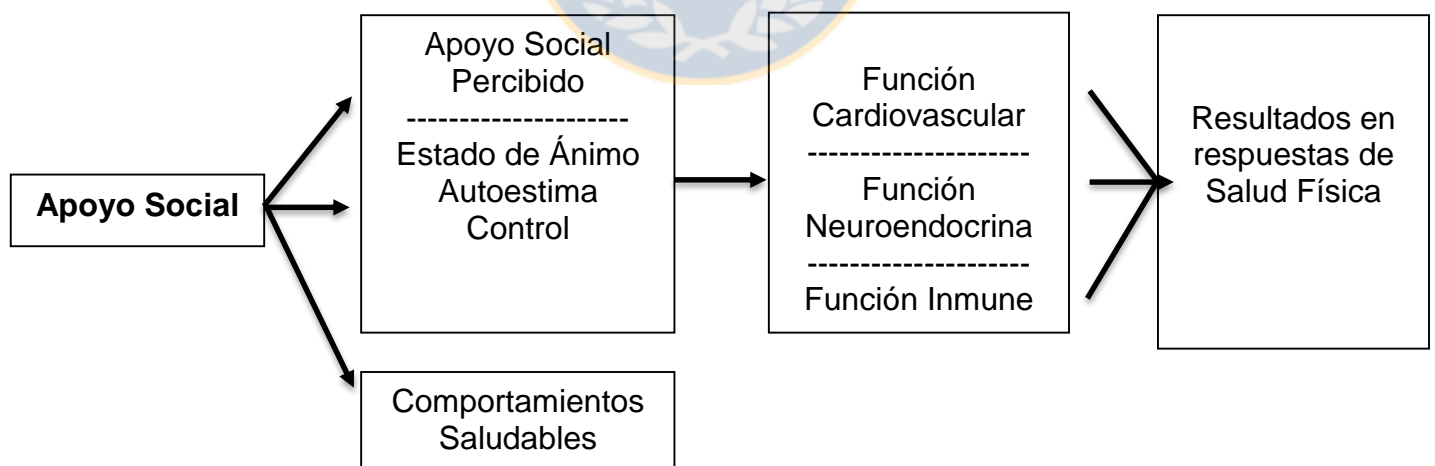 Apoyo Social
Apoyo Social
Percibido
---------------------
Estado de Ánimo
Autoestima
Control
Comportamientos
Saludables
Función
Cardiovascular
---------------------
Función
Neuroendocrina
---------------------
Función Inmune
Resultados en
respuestas de
Salud Física